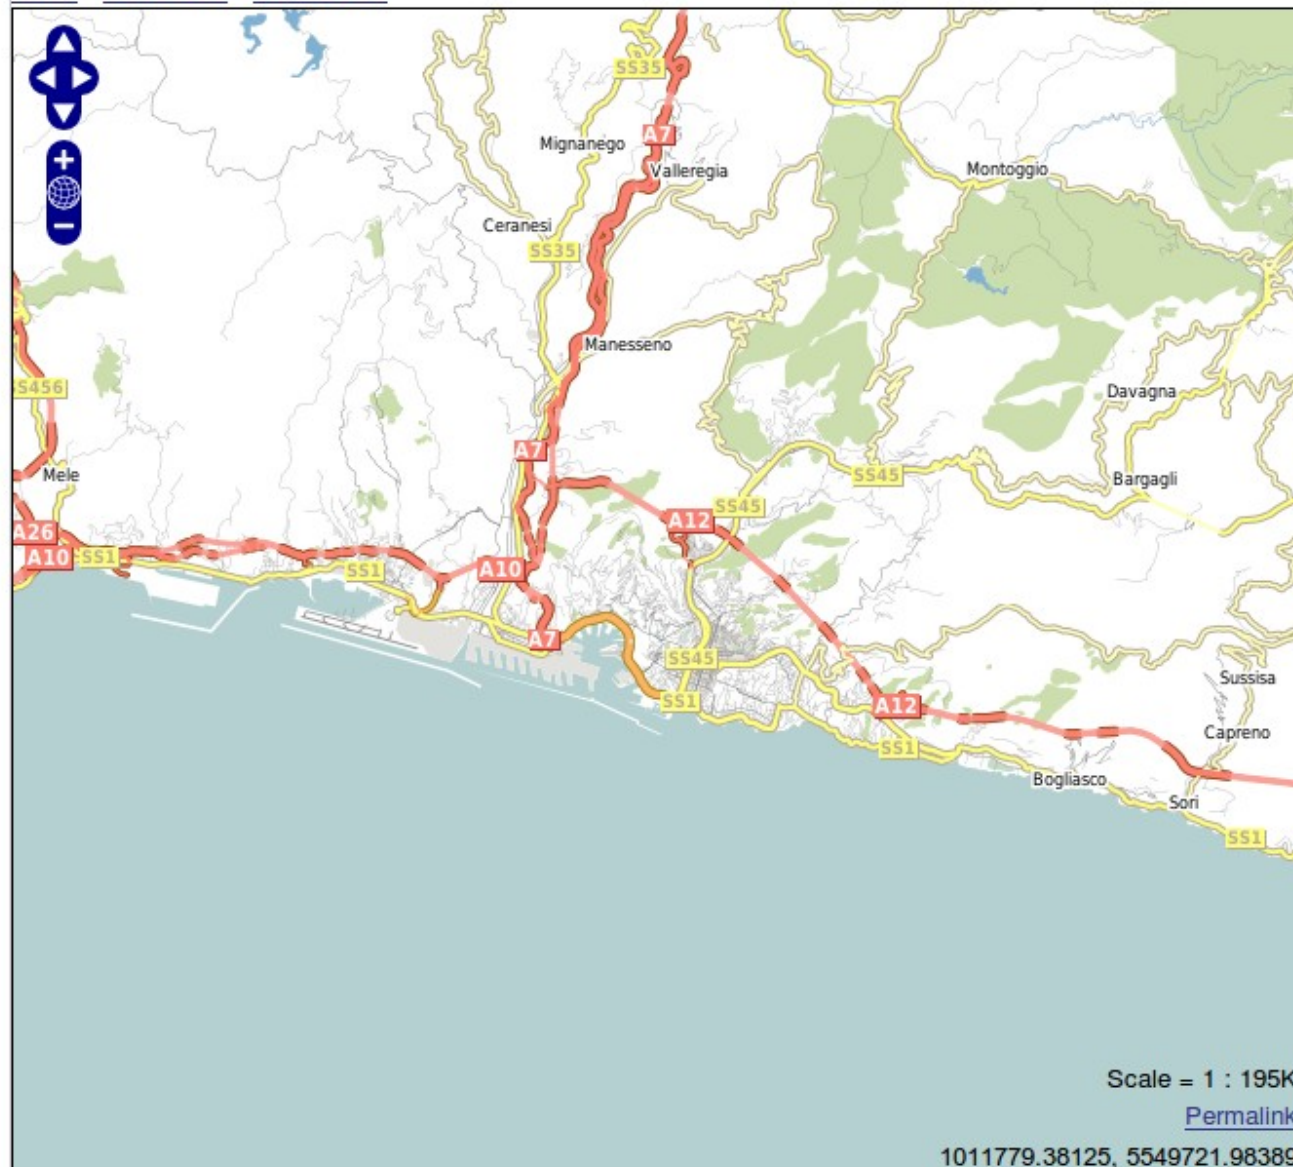 SS35
A7
Mignanego
Valleregia
Montoggio
Ceranesi
SS35
Manesseno
SS456
Davagna
A7
Mele
SS45
Bargagli
SS45
A12
A26
A10
SS1
SS1
A10
A7
SS45
Sussisa
SS1
A12
Capreno
SS1
Bogliasco
Sori
SS1
Scale = 1 : 195K
Permalink
1011779.38125, 5549721.98389